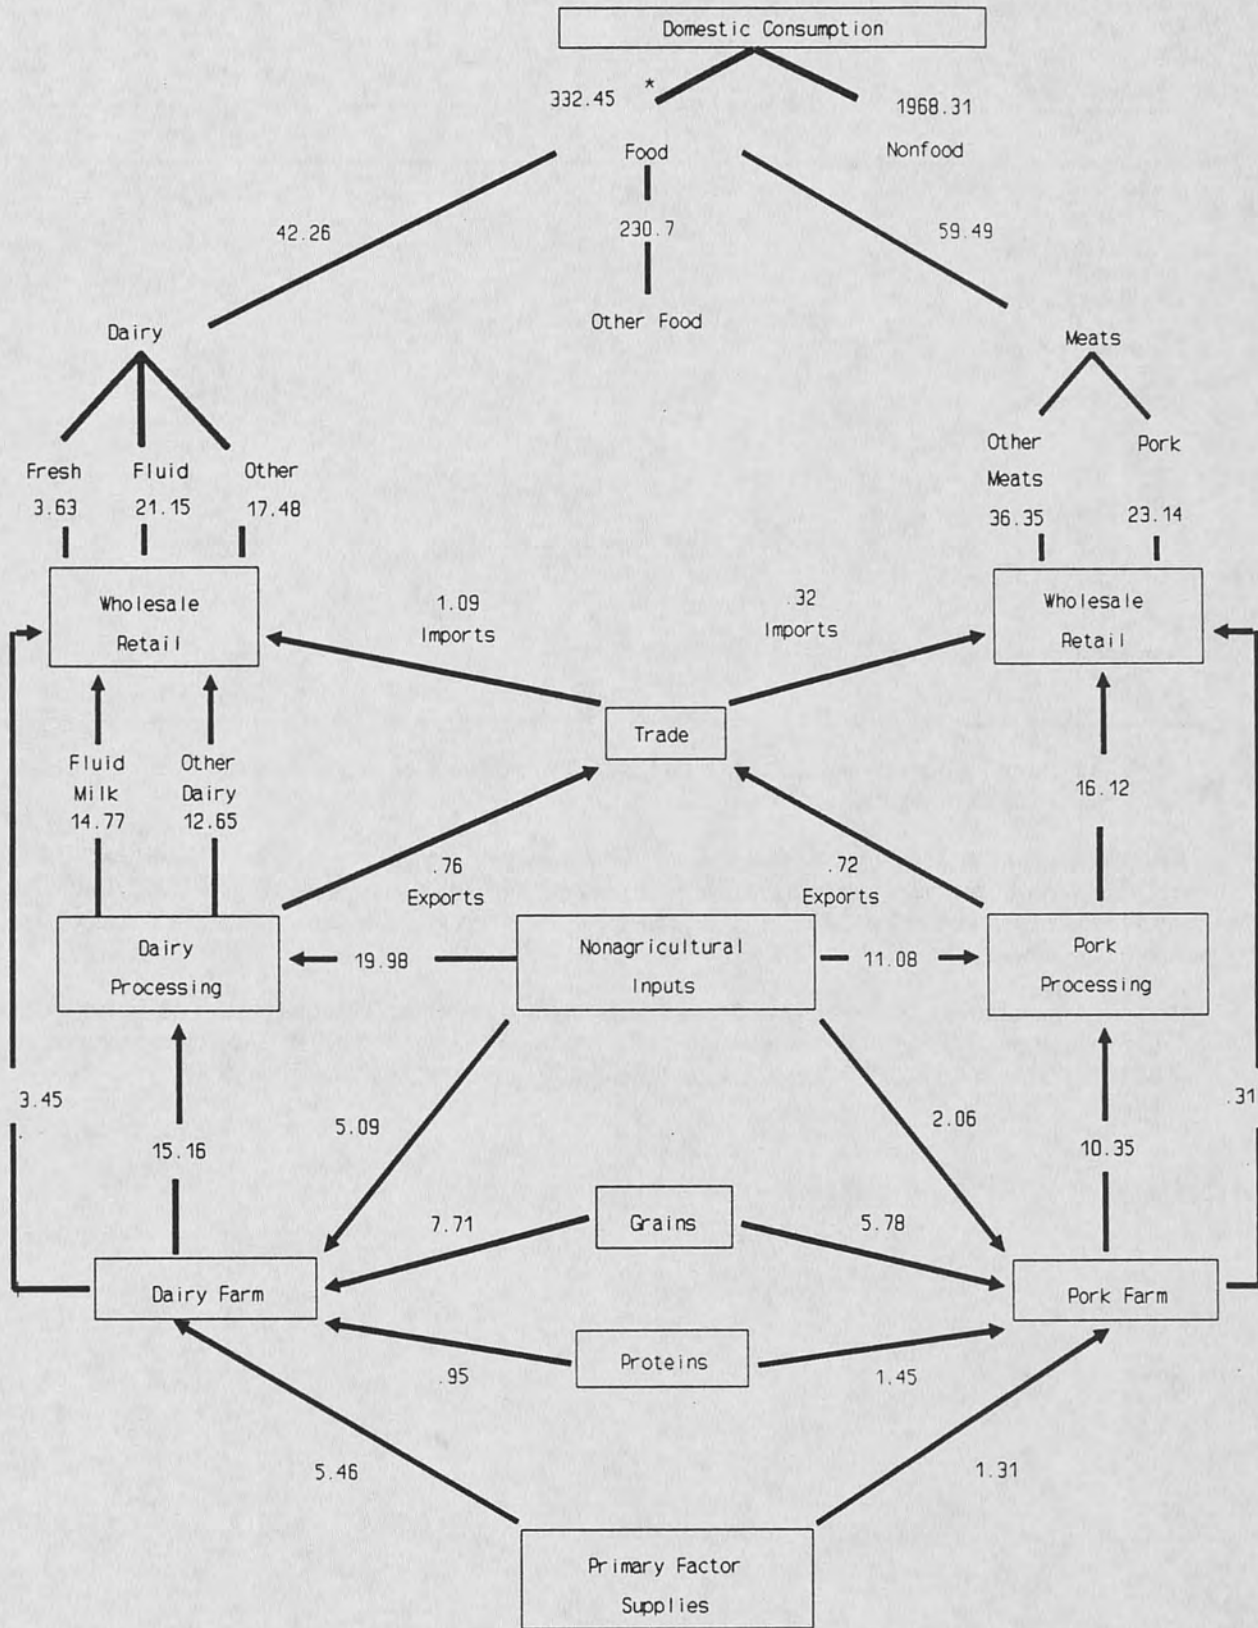 Domestic Consumption
332.45
*
1968.31
Food
Nonfood
42.26
230.7
59.49
Other Food
Dairy
Meats
Fresh
Fluid
Other
3.63
21.15
17.48
Other
Meats
36.35
Pork
23.14
Wholesale
Retail
1.09
Imports
.32
Imports
Wholesale
Retail
Trade
Fluid
Milk
14.77
Other
Dairy
12.65
16.12
.76
Exports
.72
Exports
Dairy
Processing
19.98
Nonagricultural
Inputs
11.08
Pork
Processing
3.45
15.16
5.09
2.06
10.35
.31
7.71
Grains
5.78
Dairy Farm
Pork Farm
.95
Proteins
1.45
5.46
1.31
Primary Factor
Supplies